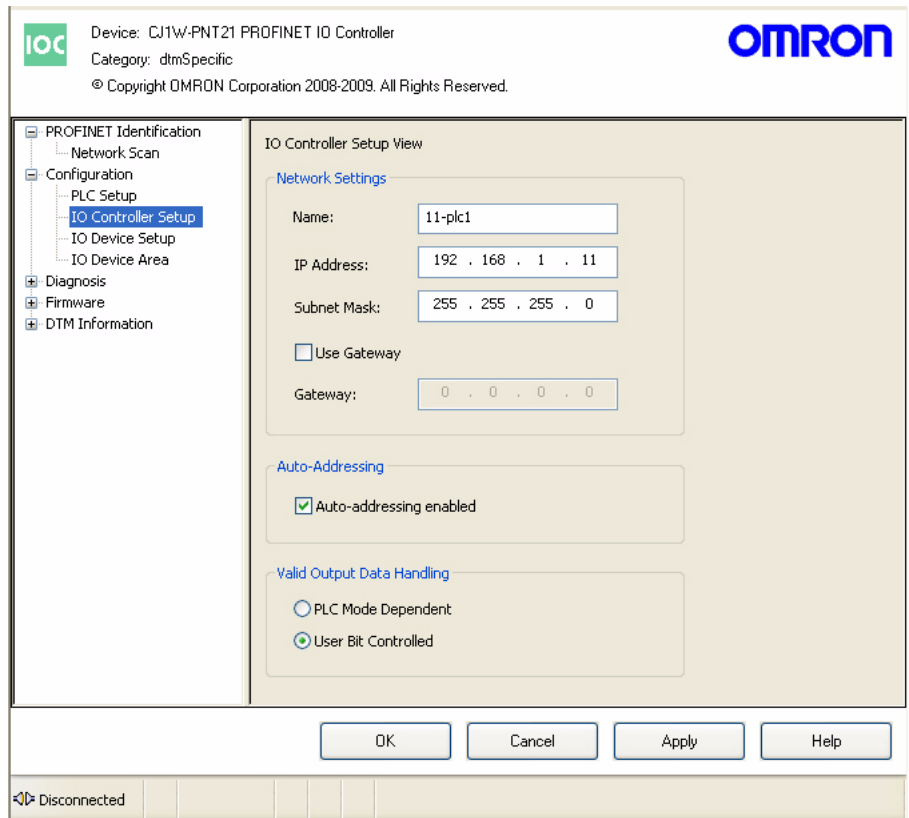 IOC
Device: CJ1W-PNT21 PROFINET IO Controller
Category: dtmSpecific
© Copyright OMRON Corporation 2008-2009. All Rights Reserved.
OMRON
PROFINET Identification
Network Scan
Configuration
PLC Setup
IO Controller Setup
IO Device Setup
IO Device Area
Diagnosis
Firmware
DTM Information
IO Controller Setup View
Network Settings
Name: 11-plc1
IP Address: 192 . 168 . 1 . 11
Subnet Mask: 255 . 255 . 255 . 0
Use Gateway
Gateway: 0 . 0 . 0 . 0
Auto-Addressing
Auto-addressing enabled
Valid Output Data Handling
PLC Mode Dependent
User Bit Controlled
OK Cancel Apply Help
Disconnected